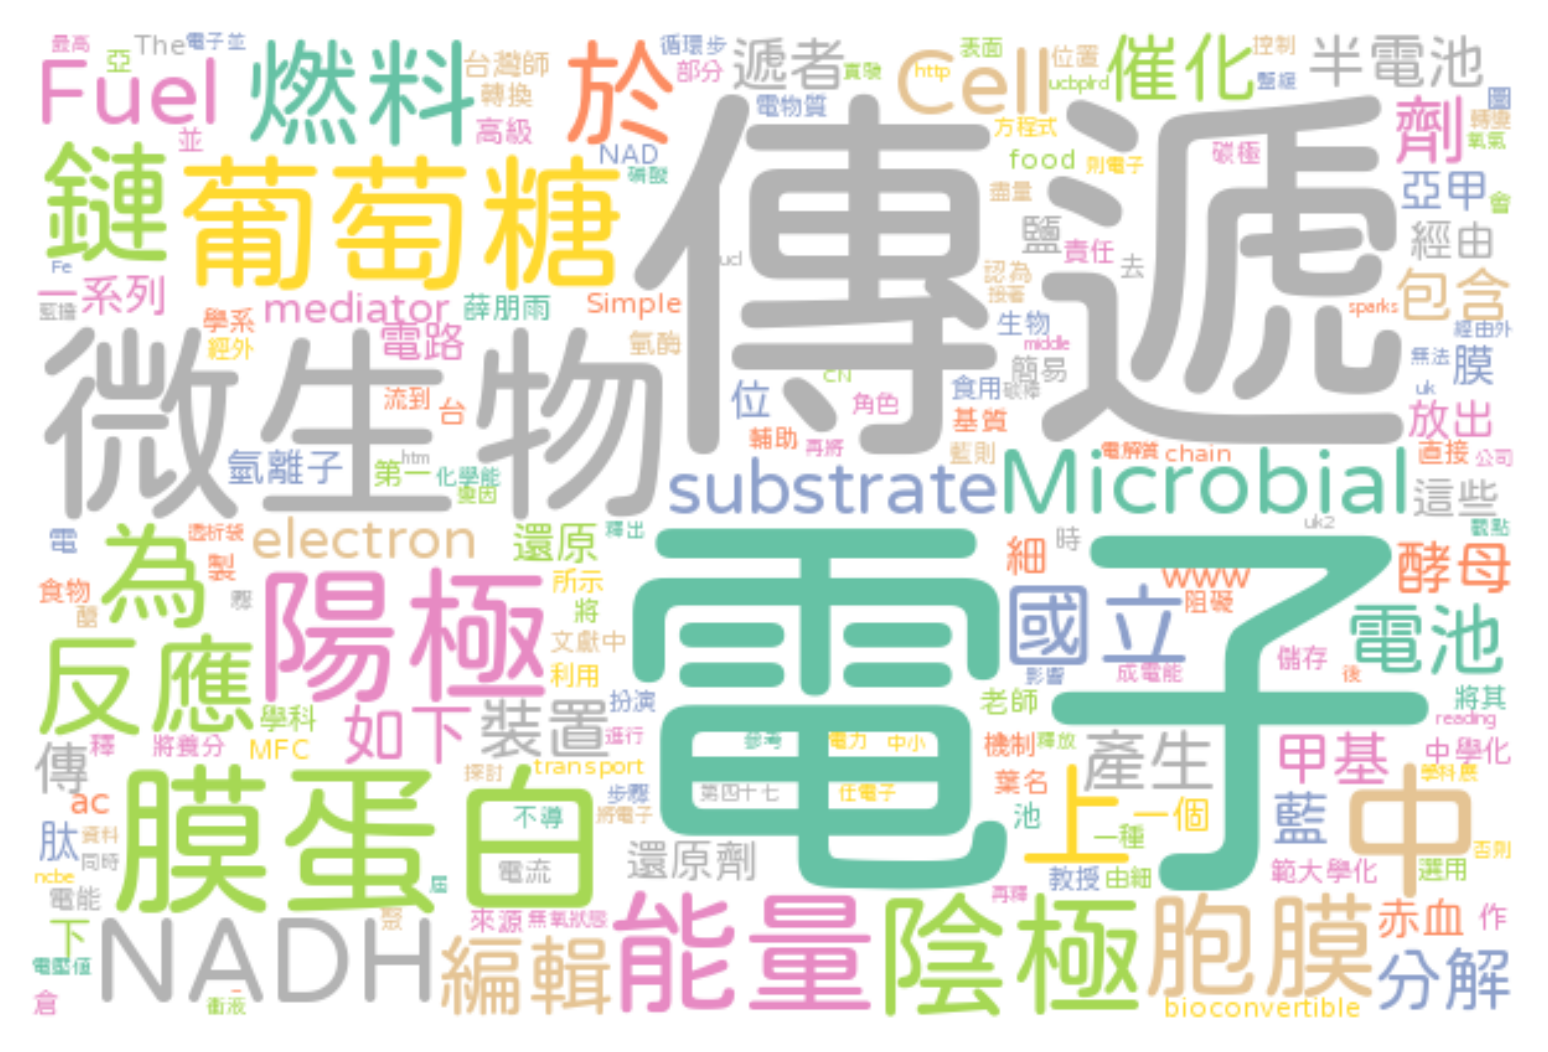 最高
亞
The
電子並
Fuel
燃料
台灣師
轉換
於
循環步
部分
遞者
實驗
電物質
Cell
http
表面
位置
ucbplrd
催化
控制
半電池
圖
轉變
氧氣
劑
並
高級
NAD
磷酸
方程式
food
則電子
碳極
亞甲
會
鏈
葡萄糖
傳遞
盡量
鹽
責任
去
經由
Fe
一系列
mediator
薛朋雨
Simple
ucl
認為
接著
sparks
包含
學系
經外
電路
氫酶
生物
middle
經由外
簡易
無法
膜
微生物
流到
台
位
CN
角色
食用
基質
uk
放出
輔助
再將
藍則
電解質
chain
直接
公司
氫離子
第一
htm
化學能
變因
substrate
Microbial
這些
uk2
觀點
電
透析袋
為
製
electron
還原
釋出
電子
細
時
www
阻礙
酵母
食物
陽極
所示
將
文獻中
利用
國立
電池
影響
成電能
儲存
後
反應
學科
如下
裝置
扮演
進行
老師
將其
reading
傳
釋
將養分
MFC
探討
transport
參考
電力
中小
機制
釋放
產生
甲基
中學化
學科展
ac
膜蛋白
不導
步驟
將電子
第四十七
任電子
葉名
池
上
一個
一種
藍
中
否則
肽
資料
同時
ncbe
電能
電流
屆
還原劑
教授
由細
範大學化
選用
下
NADH
來源
無氧狀態
再釋
能量
陰極
胞膜
赤血
作
電壓值
倉
編輯
分解
bioconvertible